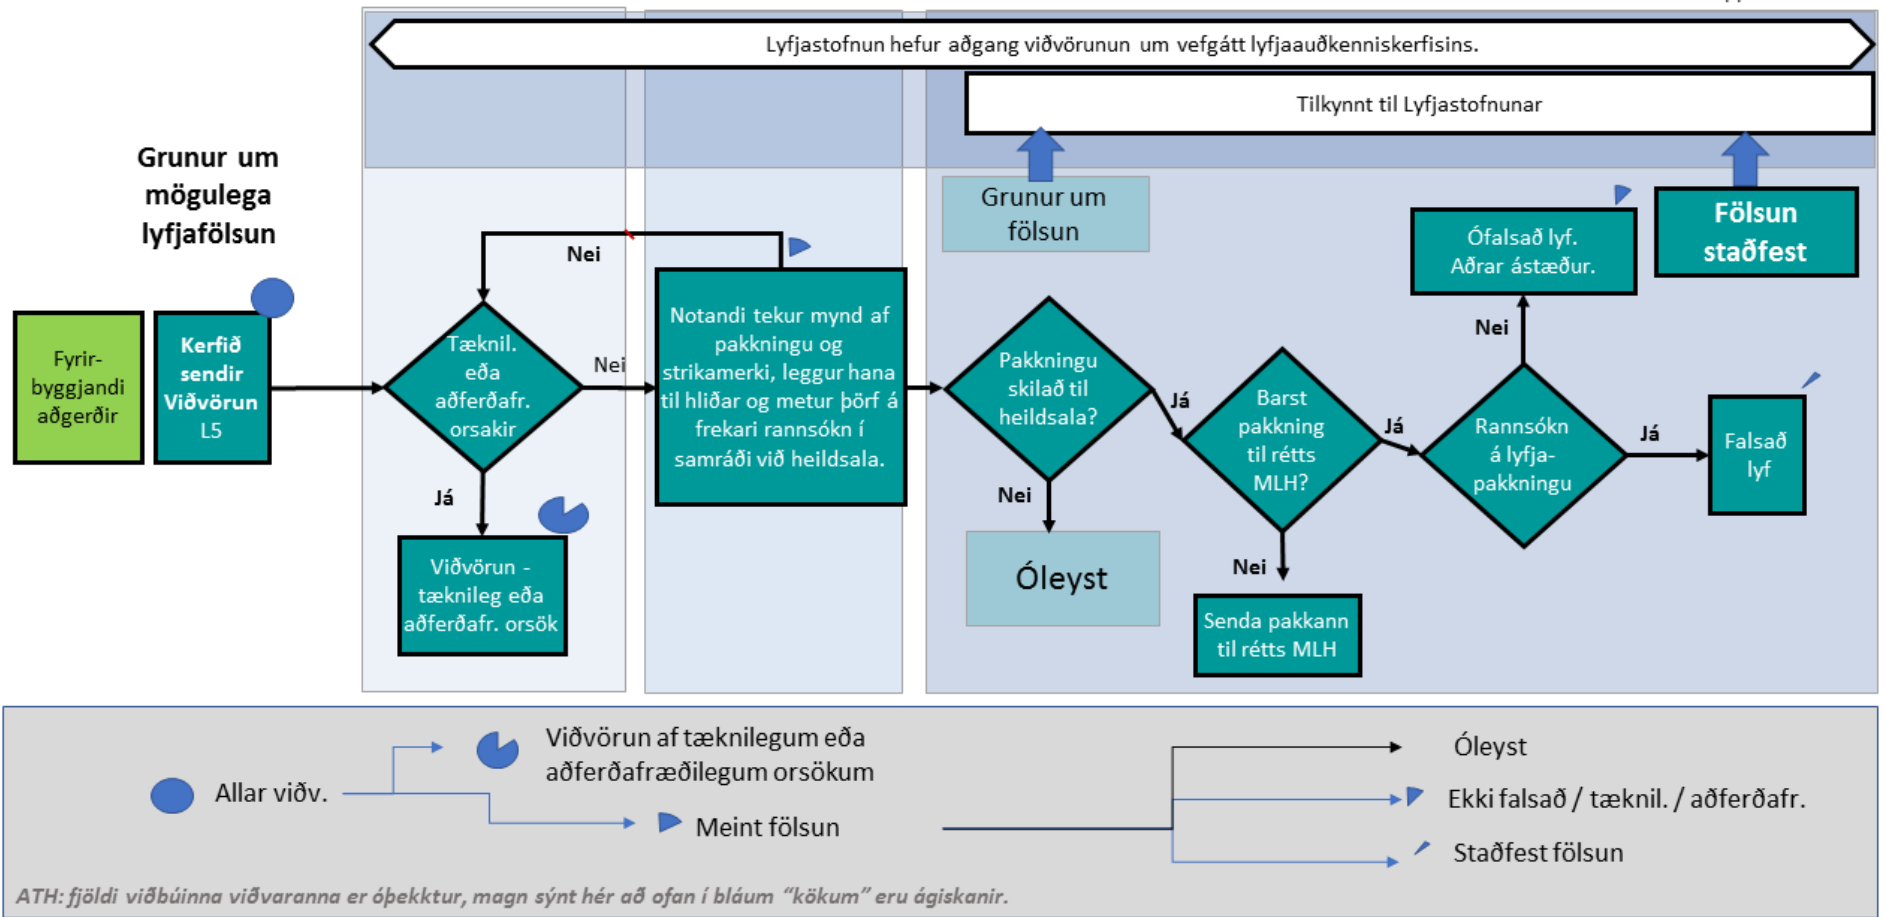 Lyfjastofnun hefur aðgang viðvörunun um vefgátt lyfjaauðkenniskerfisins.
Tilkynnt til Lyfjastofnunar
Grunur um
mögulega
lyfjafölsun
Fyrir-
byggjandi
aðgerðir
Kerfið
sendir
Viðvörun
L5
Nei
Tæknil.
eða
aðferðafr.
orsakir
Nei
Já
Viðvörun -
tæknileg eða
aðferðafr. orsök
Notandi tekur mynd af
pakkningu og
strikamerki, leggur hana
til hliðar og metur þörf á
frekari rannsókn í
samráði við heildsala.
Grunur um
fölsun
Pakkningu
skilað til
heildsala?
Nei
Óleyst
Já
Barst
pakkning
til rétts
MLH?
Nei
Senda pakkann
til rétts MLH
Já
Rannsókn
á lyfja-
pakkningu
Nei
Ófalsað lyf.
Aðrar ástæður.
Já
Falsað
lyf
Fölsun
staðfest
Allar viðv.
Viðvörun af tæknilegum eða
aðferðafræðilegum orsökum
Meint fölsun
Óleyst
Ekki falsað / tæknil. / aðferðafr.
Staðfest fölsun
ATH: fjöldi viðbúinna viðvaranna er óþekktur, magn sýnt hér að ofan í bláum “kökum” eru ágiskanir.